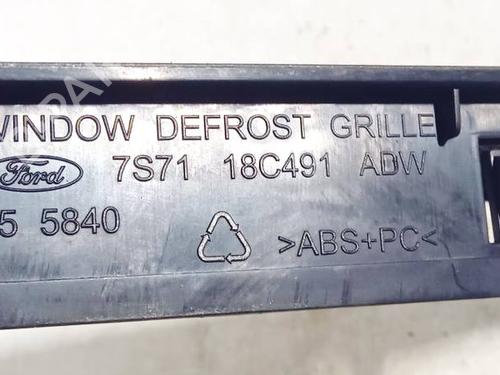 WINDOW DEFROST GRILLE
Ford 7S71 18C491 ADW
5 5840 >ABS+PC<